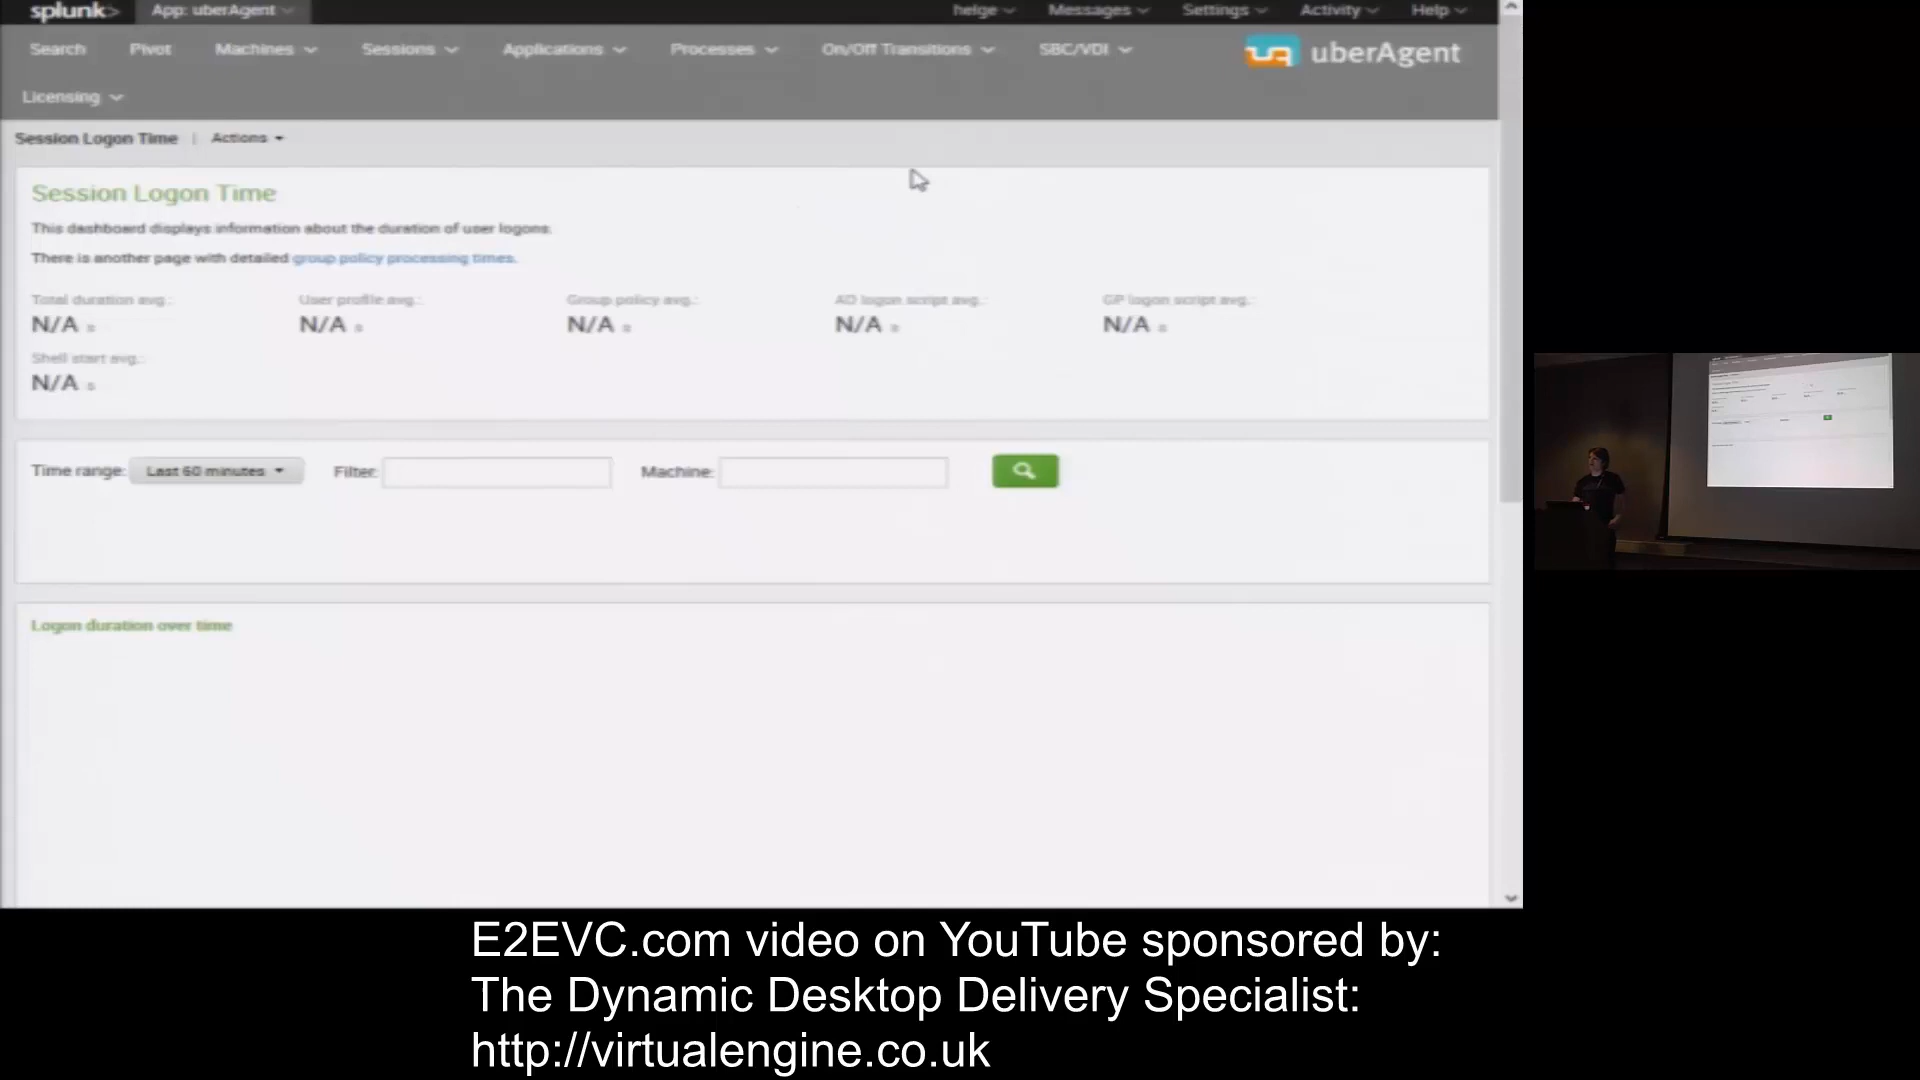 splunk> App: uberAgent helge Messages Settings Activity Help
Search Pivot Machines Sessions Applications Processes On/Off Transitions SBC/VDI uberAgent
Licensing
Session Logon Time | Actions
Session Logon Time
This dashboard displays information about the duration of user logons.
There is another page with detailed group policy processing times.
Total duration avg.: User profile avg.: Group policy avg.: AD logon script avg.: GP logon script avg.:
N/A s N/A s N/A s N/A s N/A s
Shell start avg.:
N/A s
Time range: Last 60 minutes Filter: Machine:
Logon duration over time
E2EVC.com video on YouTube sponsored by:
The Dynamic Desktop Delivery Specialist:
http://virtualengine.co.uk